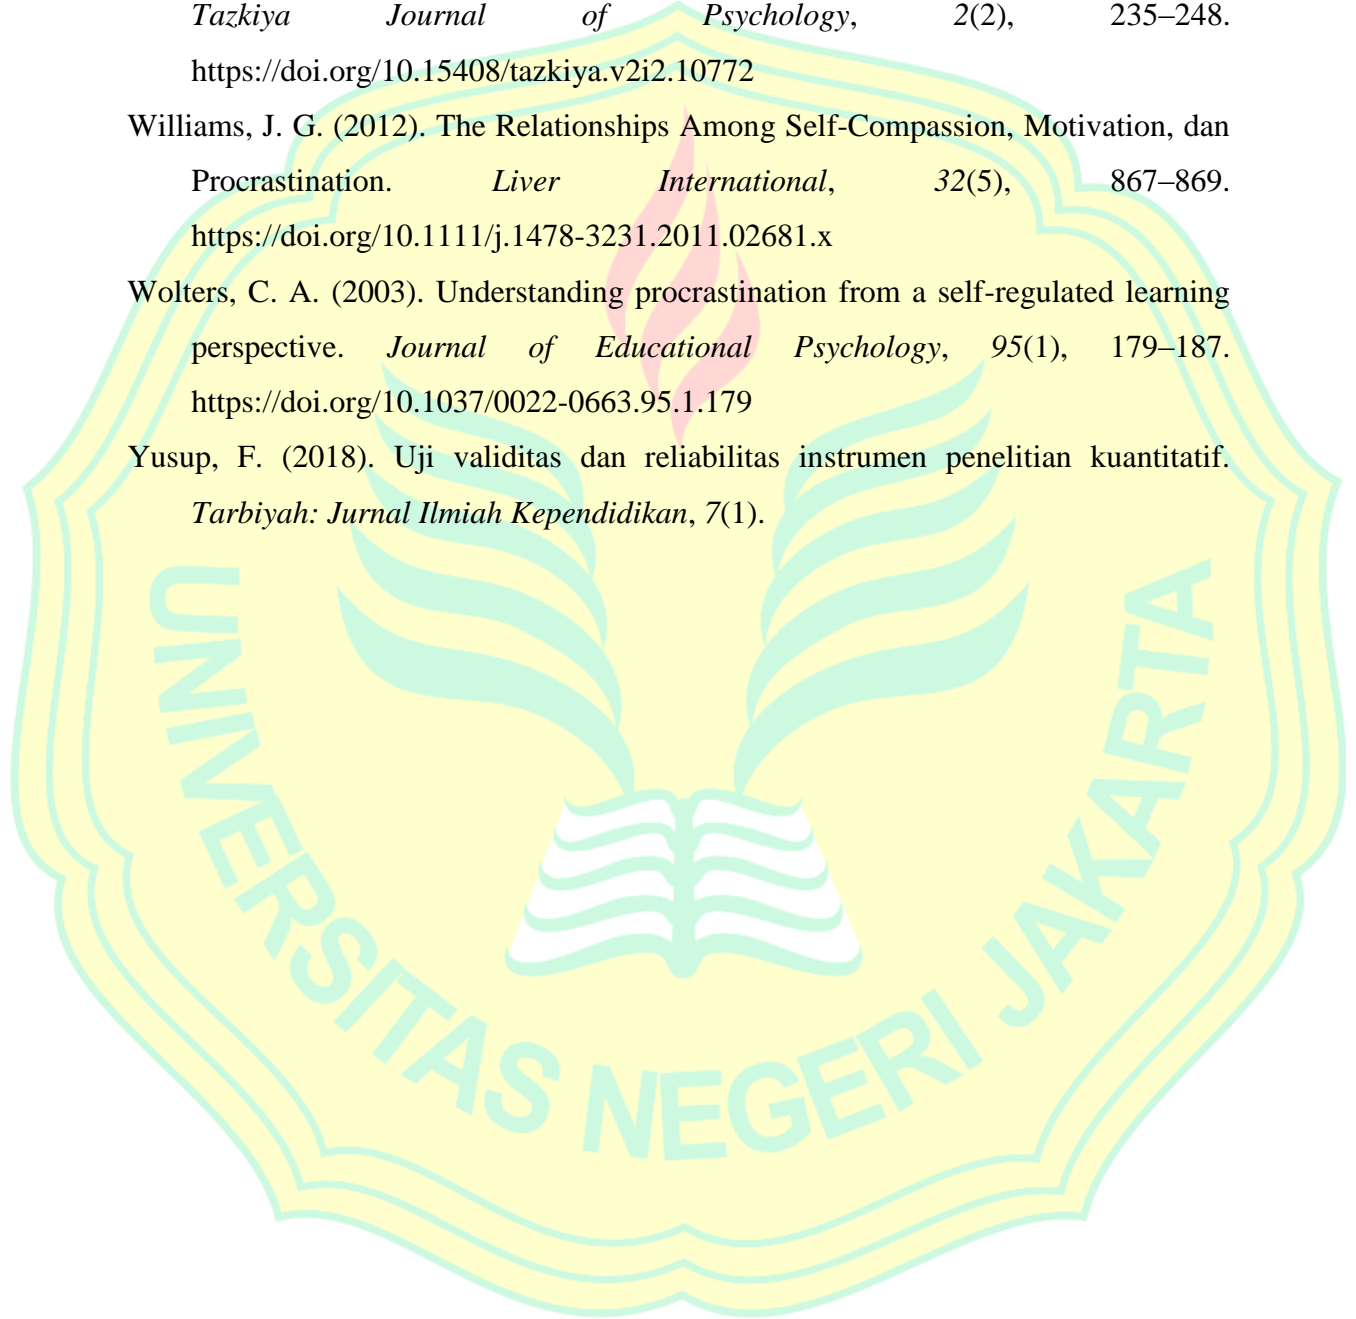 Tazkiya Journal of Psychology, 2(2), 235–248.
https://doi.org/10.15408/tazkiya.v2i2.10772
Williams, J. G. (2012). The Relationships Among Self-Compassion, Motivation, dan
Procrastination. Liver International, 32(5), 867–869.
https://doi.org/10.1111/j.1478-3231.2011.02681.x
Wolters, C. A. (2003). Understanding procrastination from a self-regulated learning
perspective. Journal of Educational Psychology, 95(1), 179–187.
https://doi.org/10.1037/0022-0663.95.1.179
Yusup, F. (2018). Uji validitas dan reliabilitas instrumen penelitian kuantitatif.
Tarbiyah: Jurnal Ilmiah Kependidikan, 7(1).
UNIVERSITAS NEGERI JAKARTA